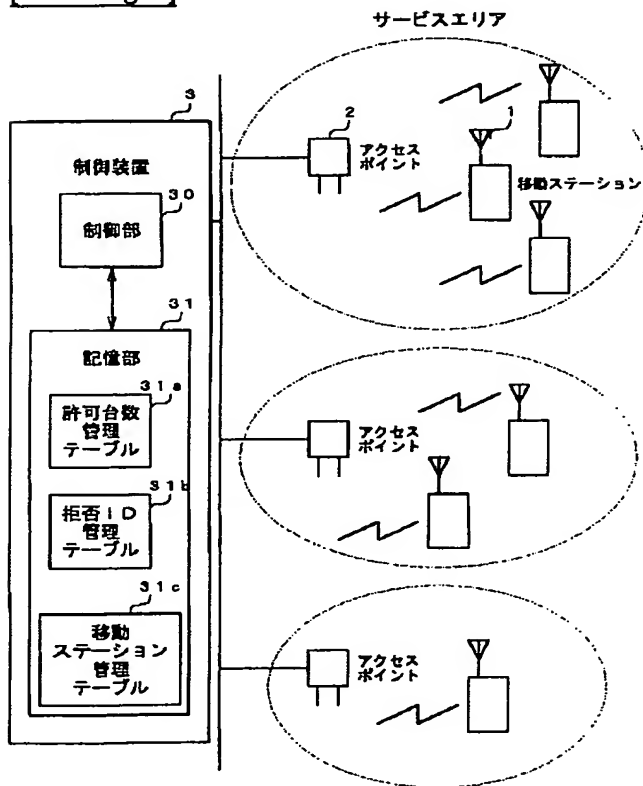 サービスエリア
3
制御装置
30
制御部
31
記憶部
31a
許可台数
管理
テーブル
31b
拒否ID
管理
テーブル
31c
移動
ステーション
管理
テーブル
2
アクセス
ポイント
1
移動ステーション
アクセス
ポイント
アクセス
ポイント